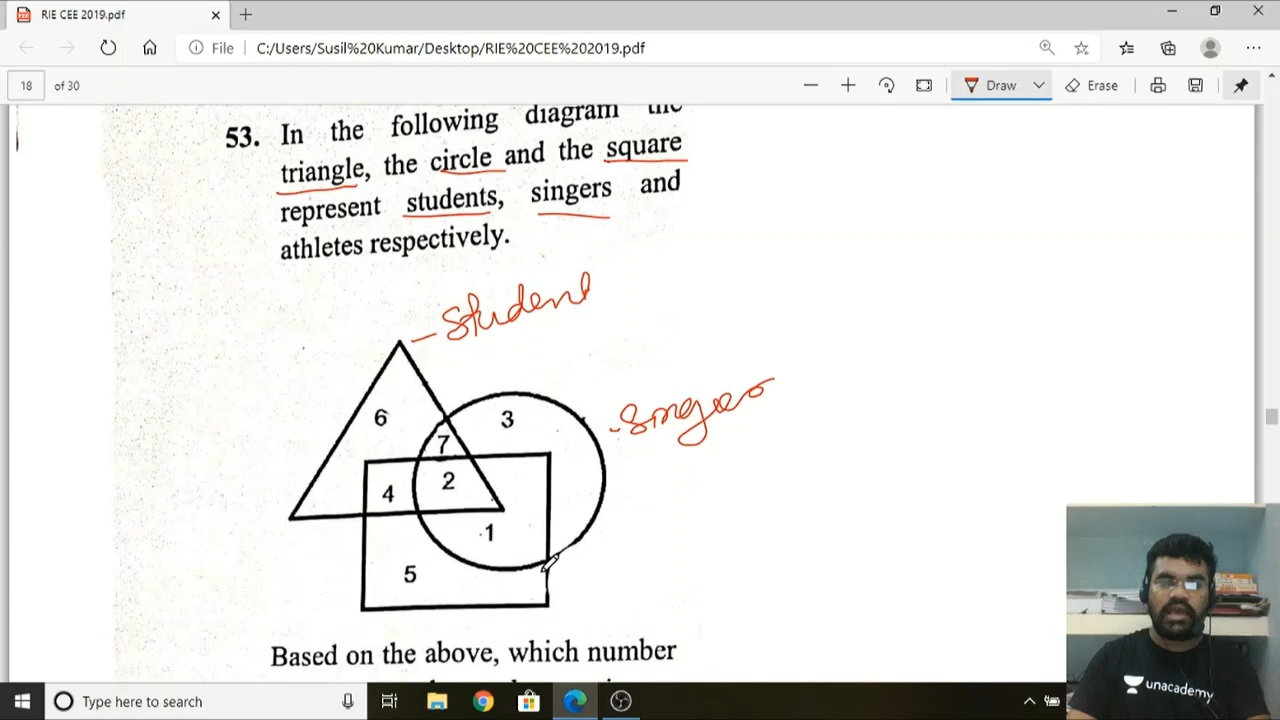 RIE CEE 2019.pdf
File C:/Users/Susil%20Kumar/Desktop/RIE%20CEE%202019.pdf
18 of 30
Draw
Erase
53. In the following diagram the
triangle, the circle and the square
represent students, singers and
athletes respectively.
- Student
6
3
7
4
2
1
5
Based on the above, which number
unacademy
Type here to search